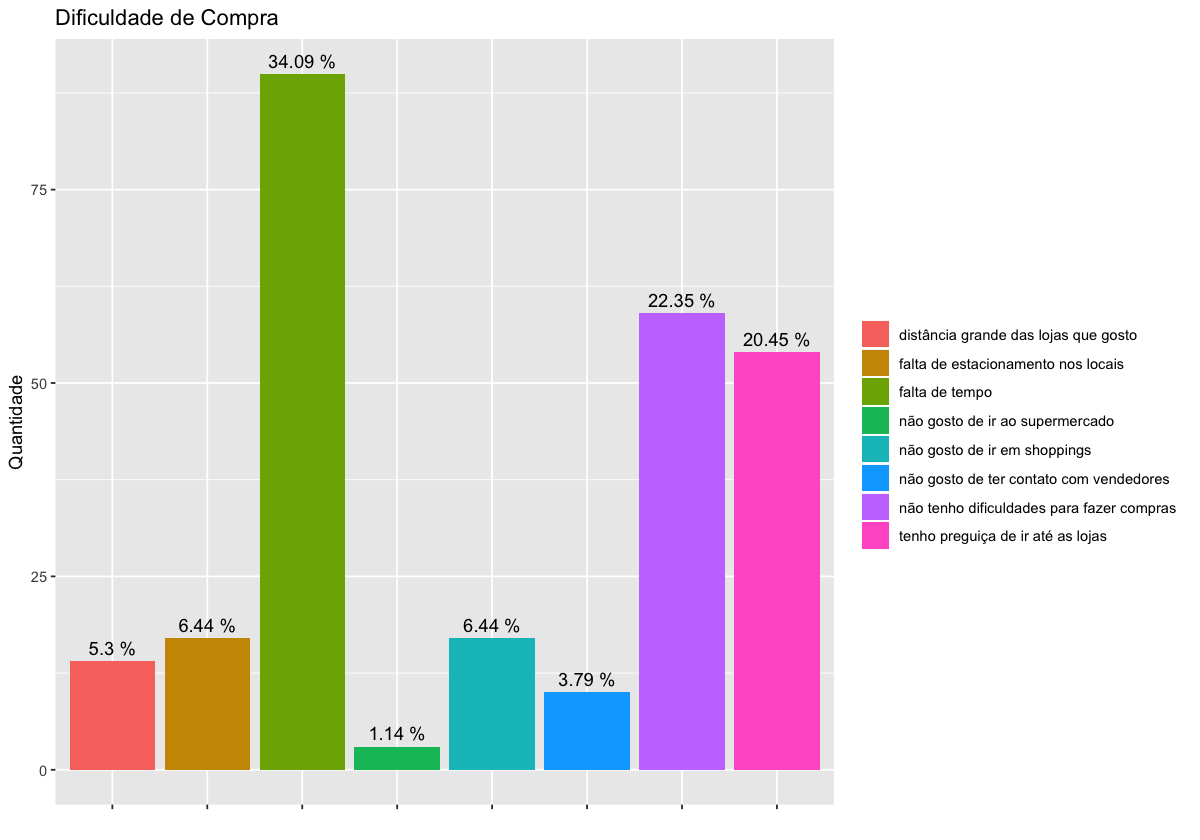 Dificuldade de Compra
34.09 %
75
22.35 %
20.45 %
50
Quantidade
25
5.3 %
6.44 %
1.14 %
6.44 %
3.79 %
0
distância grande das lojas que gosto
falta de estacionamento nos locais
falta de tempo
não gosto de ir ao supermercado
não gosto de ir em shoppings
não gosto de ter contato com vendedores
não tenho dificuldades para fazer compras
tenho preguiça de ir até as lojas